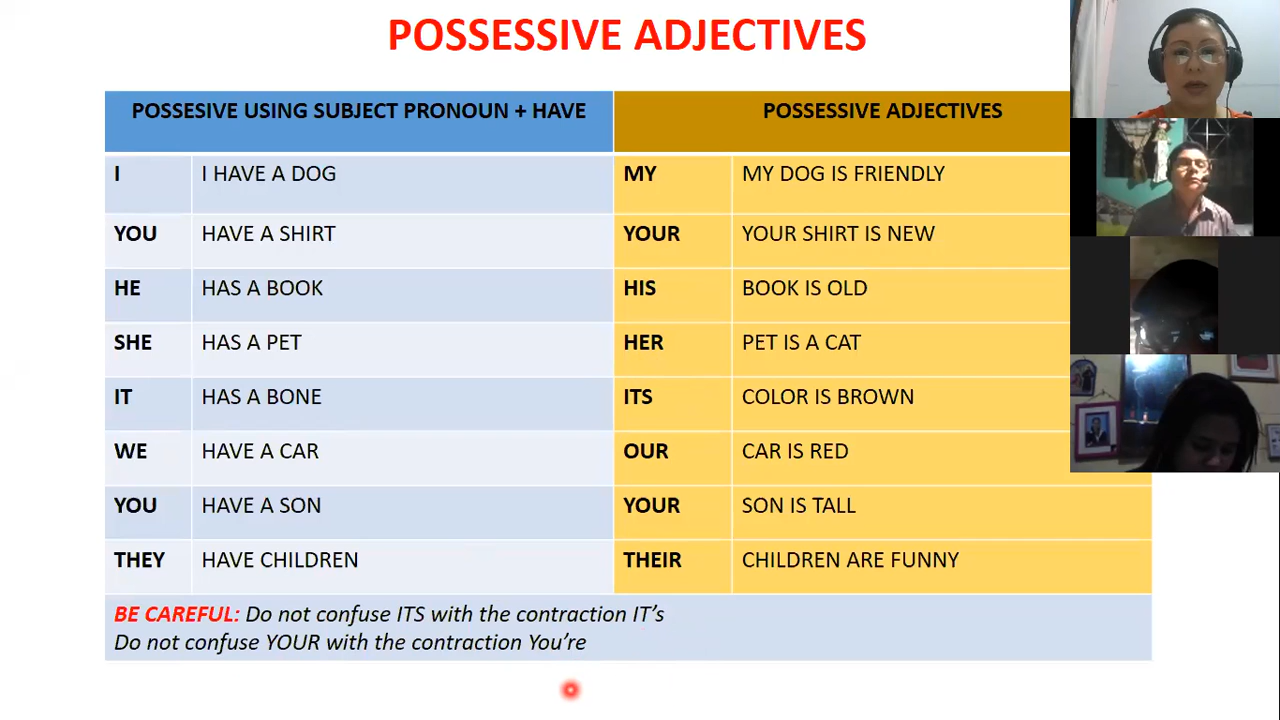 POSSESSIVE ADJECTIVES
POSSESIVE USING SUBJECT PRONOUN + HAVE POSSESSIVE ADJECTIVES
I I HAVE A DOG MY MY DOG IS FRIENDLY
YOU HAVE A SHIRT YOUR YOUR SHIRT IS NEW
HE HAS A BOOK HIS BOOK IS OLD
SHE HAS A PET HER PET IS A CAT
IT HAS A BONE ITS COLOR IS BROWN
WE HAVE A CAR OUR CAR IS RED
YOU HAVE A SON YOUR SON IS TALL
THEY HAVE CHILDREN THEIR CHILDREN ARE FUNNY
BE CAREFUL: Do not confuse ITS with the contraction IT's
Do not confuse YOUR with the contraction You're